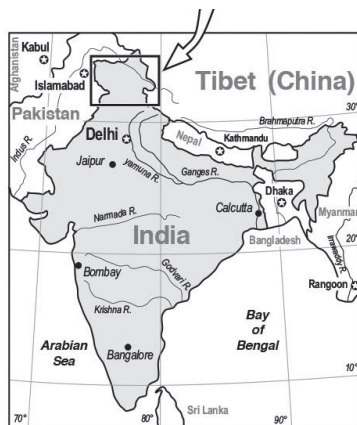 Afghanistan
Kabul
Islamabad
Tibet (China)
Pakistan
30°
Indus R.
Delhi
Nepal
Kathmandu
Brahmaputra R.
Jaipur
yamuna R.
Ganges R.
Dhaka
Narmada R.
Calcutta
Myanmar
India
Bangladesh
20°
Bombay
Godvari R.
Irrawaddy R.
Rangoon
Krishna R.
Arabian
Sea
Bay
of
Bengal
Bangalore
10°
Sri Lanka
70°
80°
90°